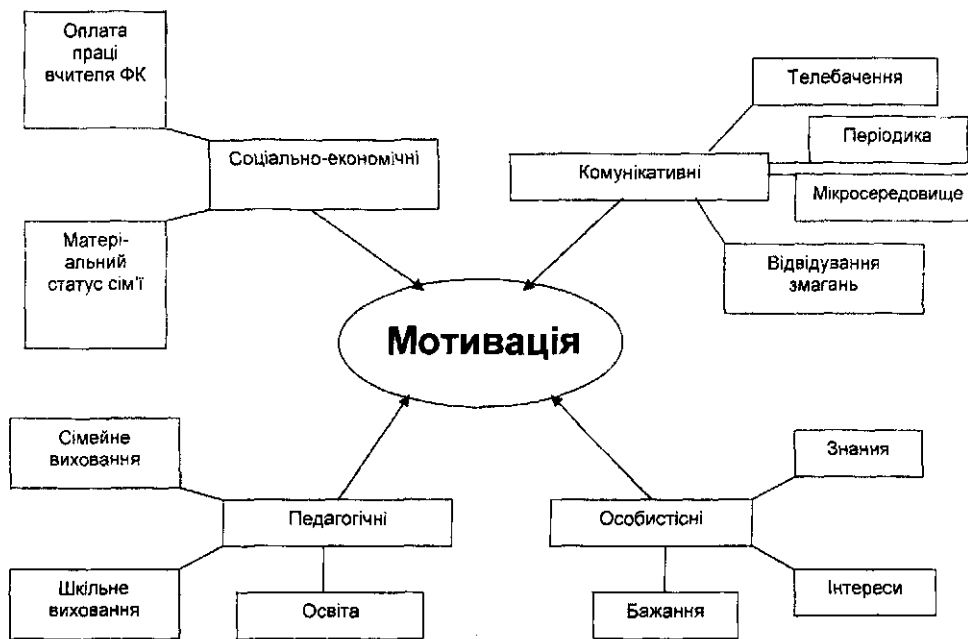 Оплата
праці
вчителя ФК
Соціально-економічні
Матері-
альний
статус сім'ї
Телебачення
Періодика
Комунікативні
Мікросередовище
Відвідування
змагань
Мотивація
Сімейне
виховання
Педагогічні
Шкільне
виховання
Освіта
Знания
Особистісні
Бажання
Інтереси